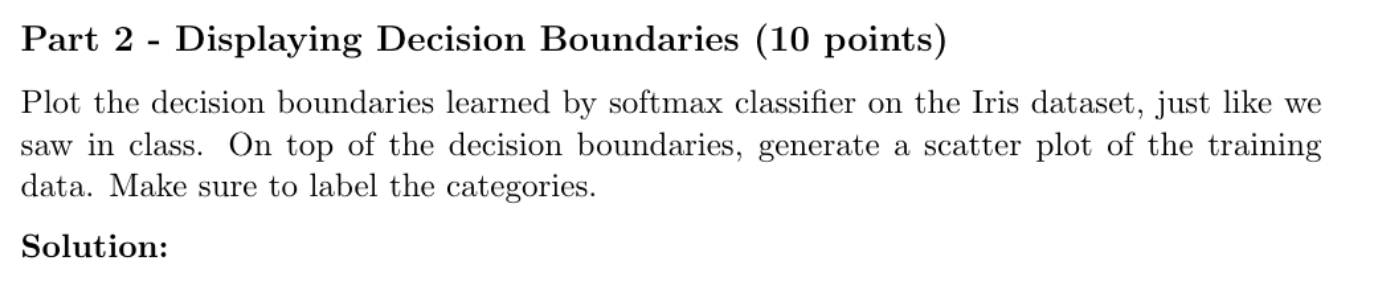 Part 2 - Displaying Decision Boundaries (10 points)
Plot the decision boundaries learned by softmax classifier on the Iris dataset, just like we
saw in class. On top of the decision boundaries, generate a scatter plot of the training
data. Make sure to label the categories.
Solution: